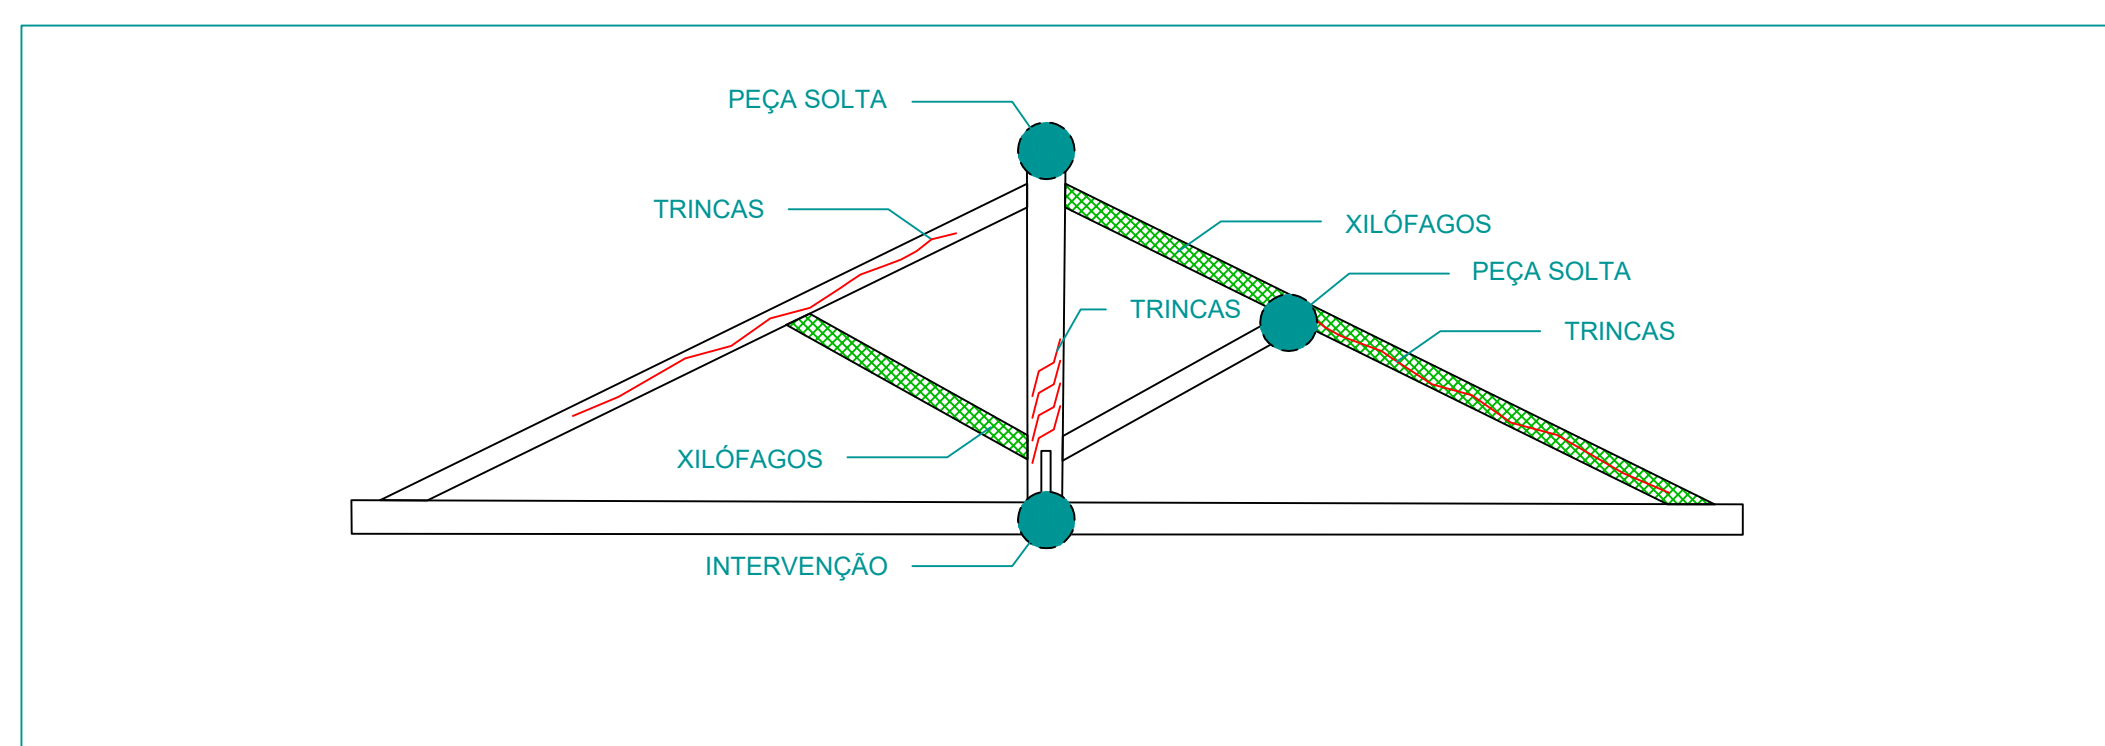 PEÇA SOLTA
TRINCAS
XILÓFAGOS
PEÇA SOLTA
TRINCAS
TRINCAS
XILÓFAGOS
INTERVENÇÃO